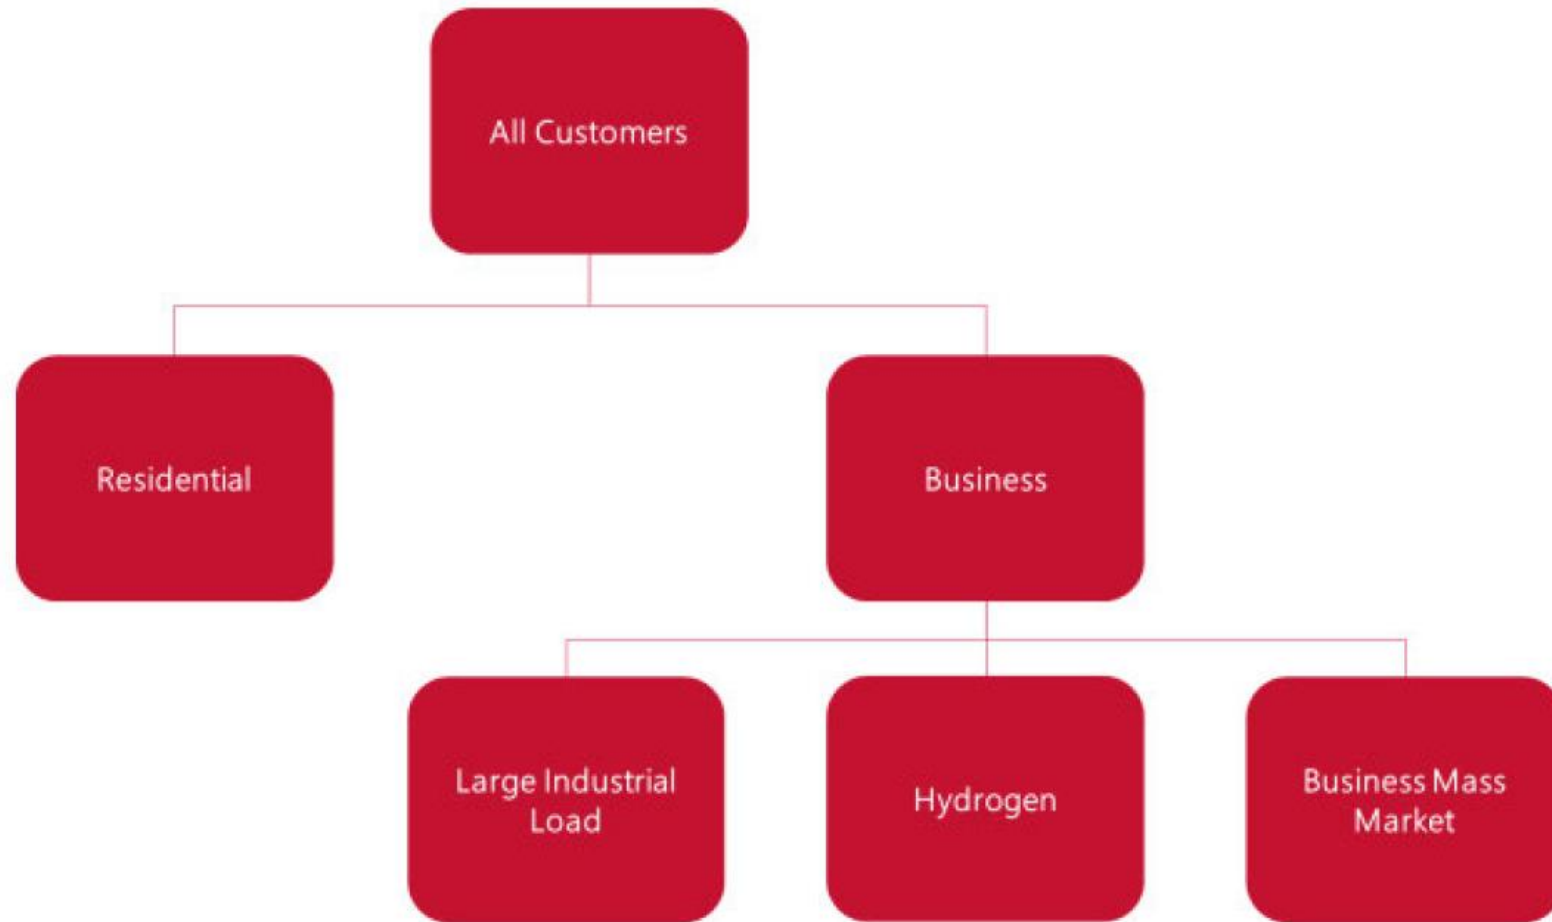 All Customers
Residential
Business
Large Industrial
Load
Hydrogen
Business Mass
Market